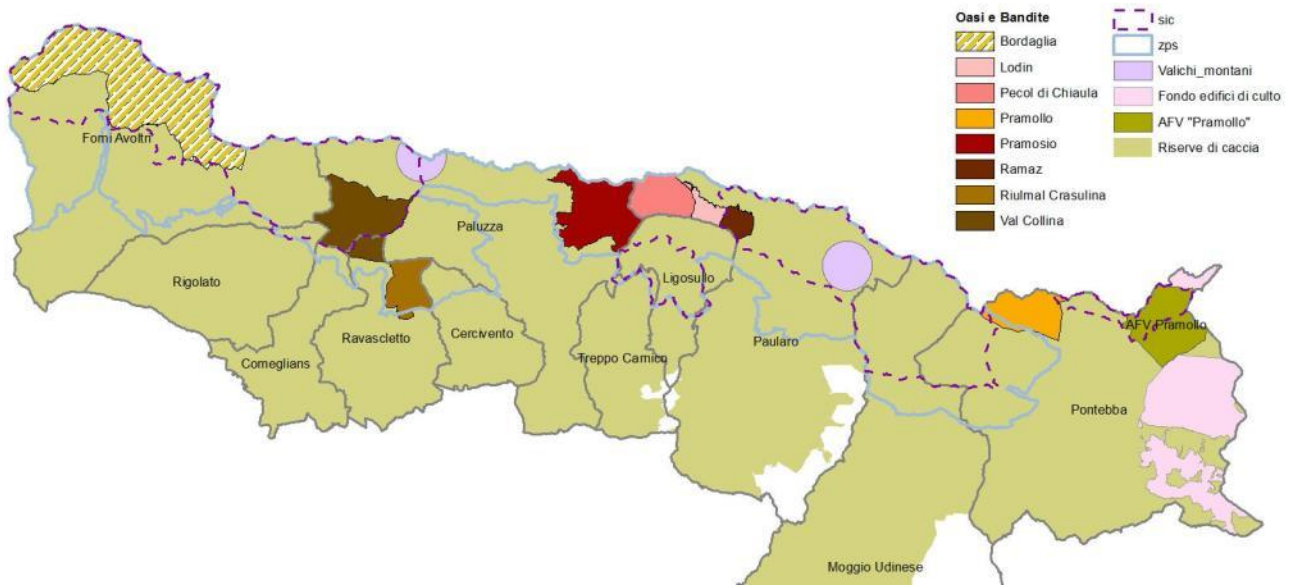 Oasi e Bandite
Bordaglia
Lodin
Pecol di Chiaula
Pramollo
Pramosio
Ramaz
Riulmal Crasulina
Val Collina
sic
zps
Valichi_montani
Fondo edifici di culto
AFV "Pramollo"
Riserve di caccia
Forni Avoltri
Paluzza
Rigolato
Ligosullo
AFV Pramollo
Ravascletto
Cercivento
Paularo
Comeglians
Treppo Carnico
Pontebba
Moggio Udinese